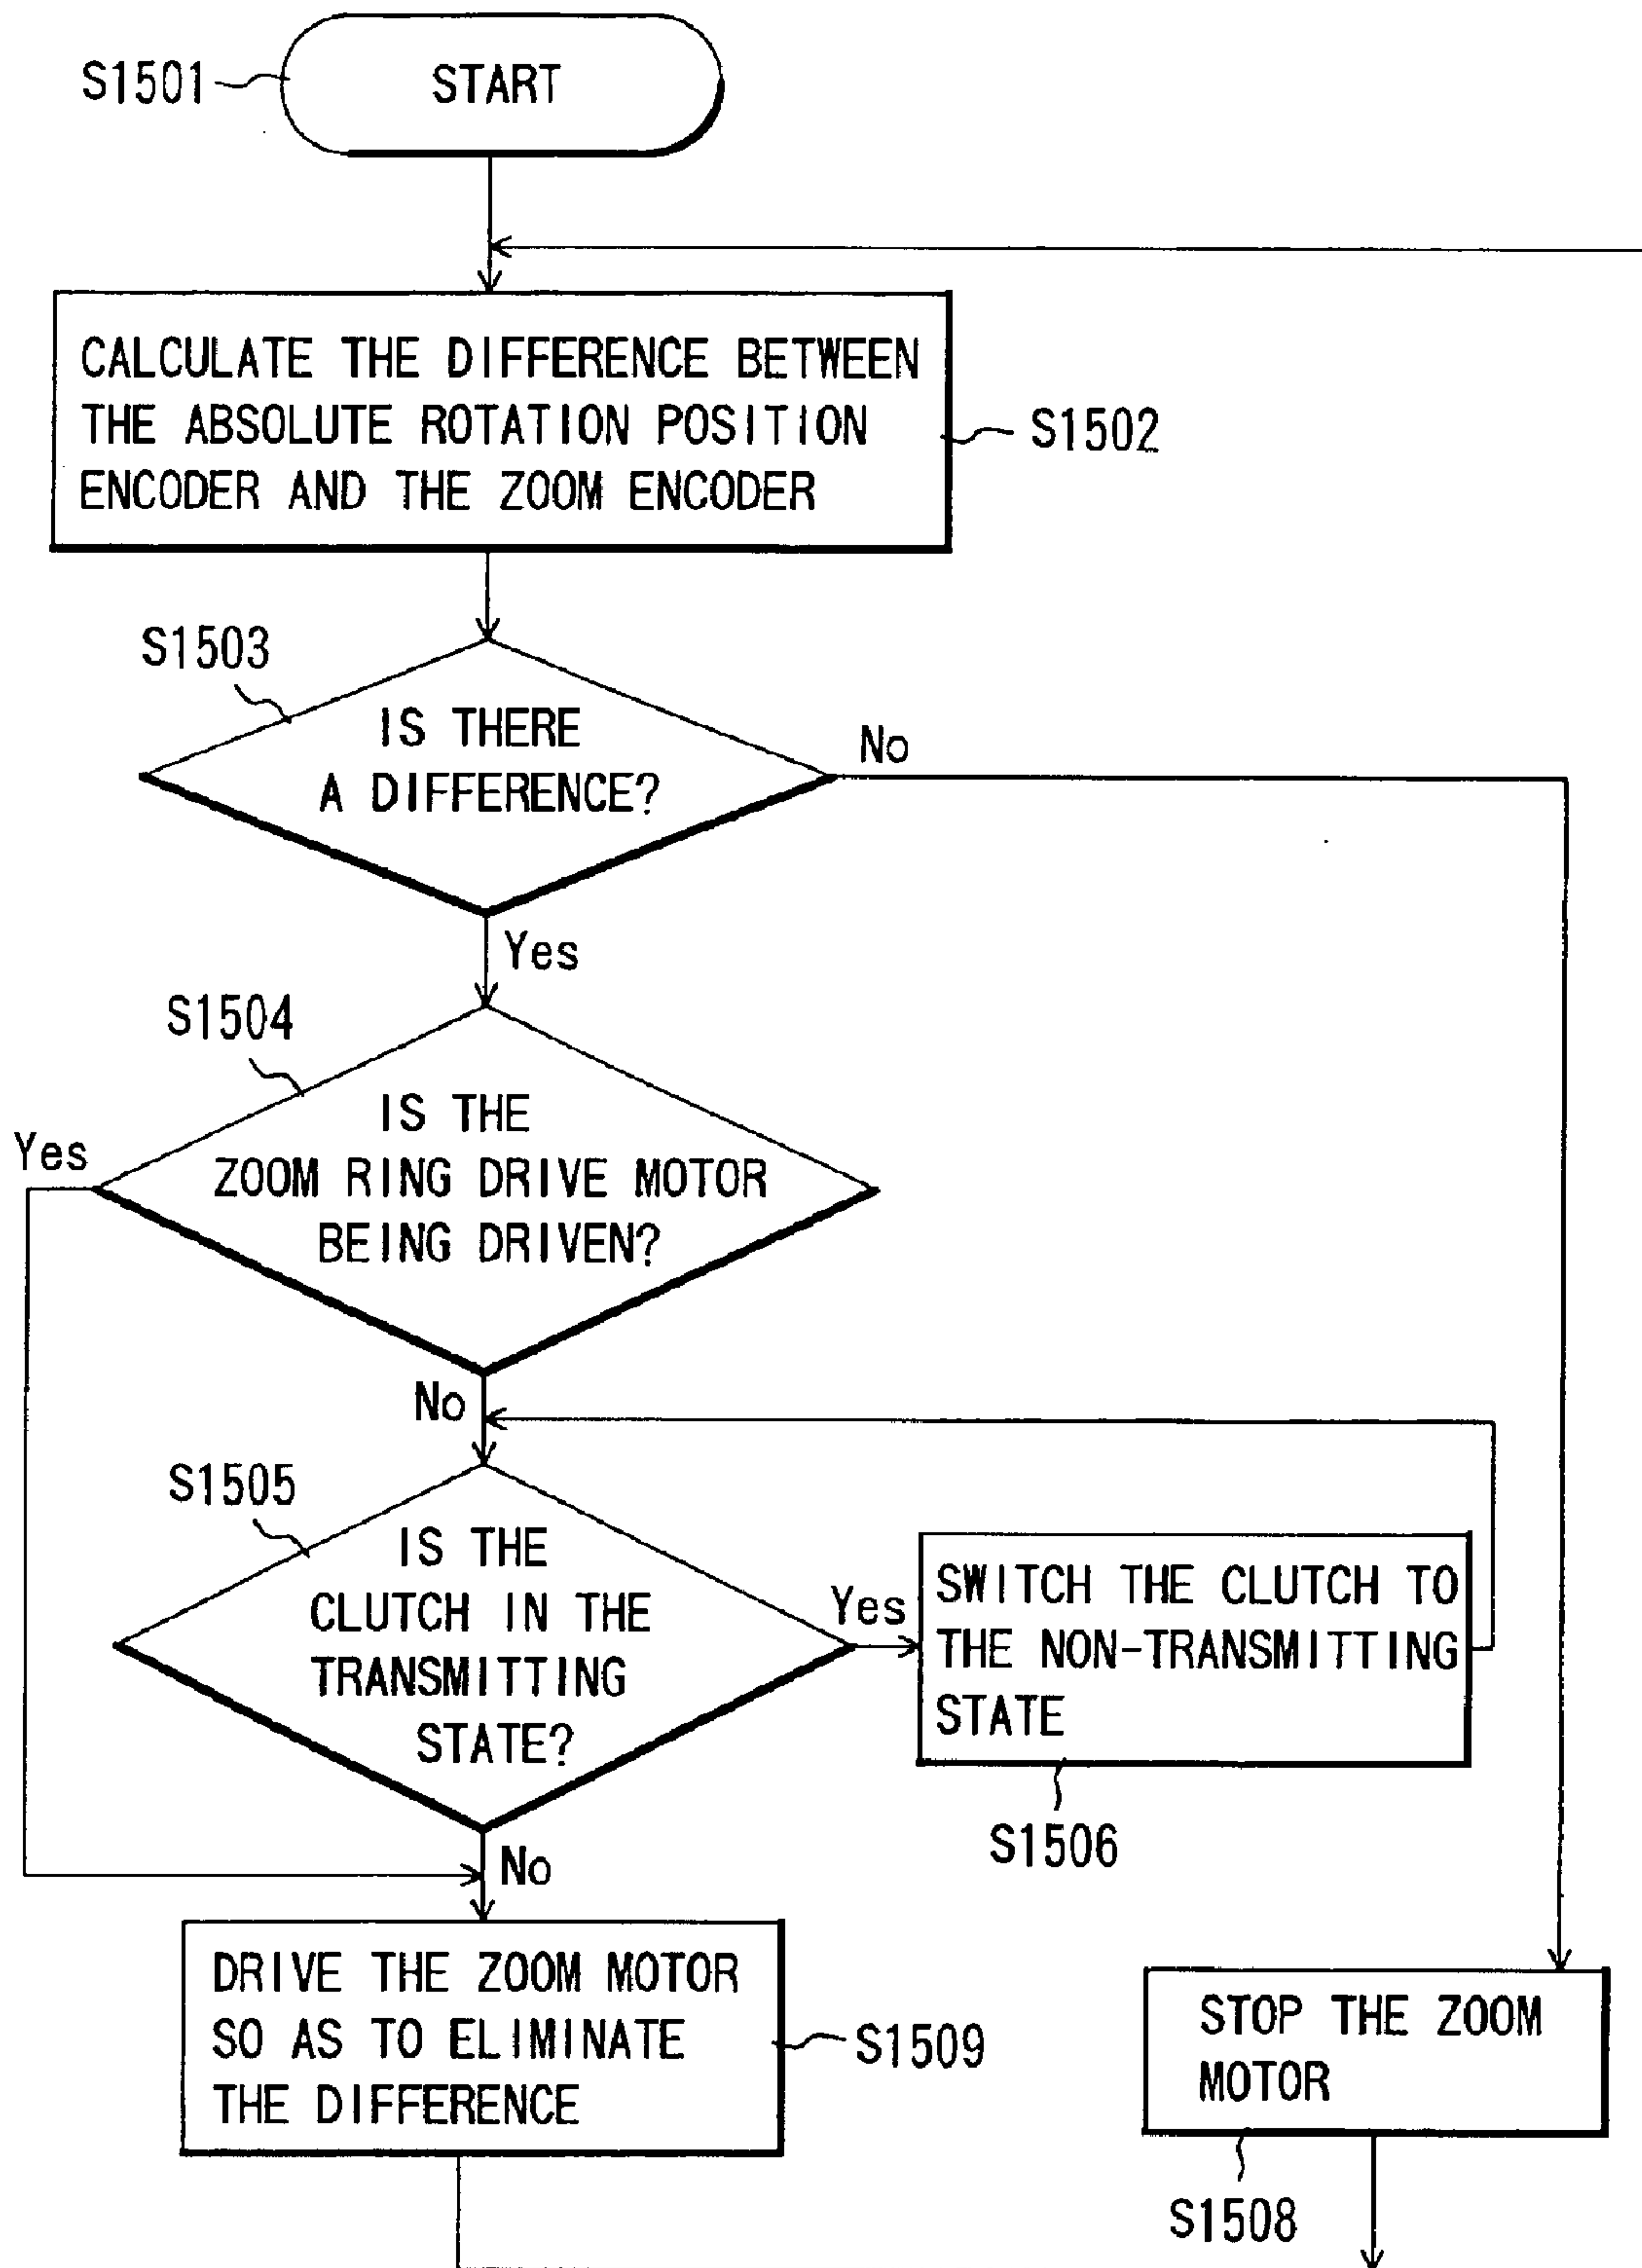 S1501
START
CALCULATE THE DIFFERENCE BETWEEN
THE ABSOLUTE ROTATION POSITION
ENCODER AND THE ZOOM ENCODER
S1502
S1503
IS THERE
A DIFFERENCE?
No
Yes
S1504
IS THE
ZOOM RING DRIVE MOTOR
BEING DRIVEN?
Yes
No
S1505
IS THE
CLUTCH IN THE
TRANSMITTING
STATE?
Yes
SWITCH THE CLUTCH TO
THE NON-TRANSMITTING
STATE
S1506
No
DRIVE THE ZOOM MOTOR
SO AS TO ELIMINATE
THE DIFFERENCE
S1509
STOP THE ZOOM
MOTOR
S1508